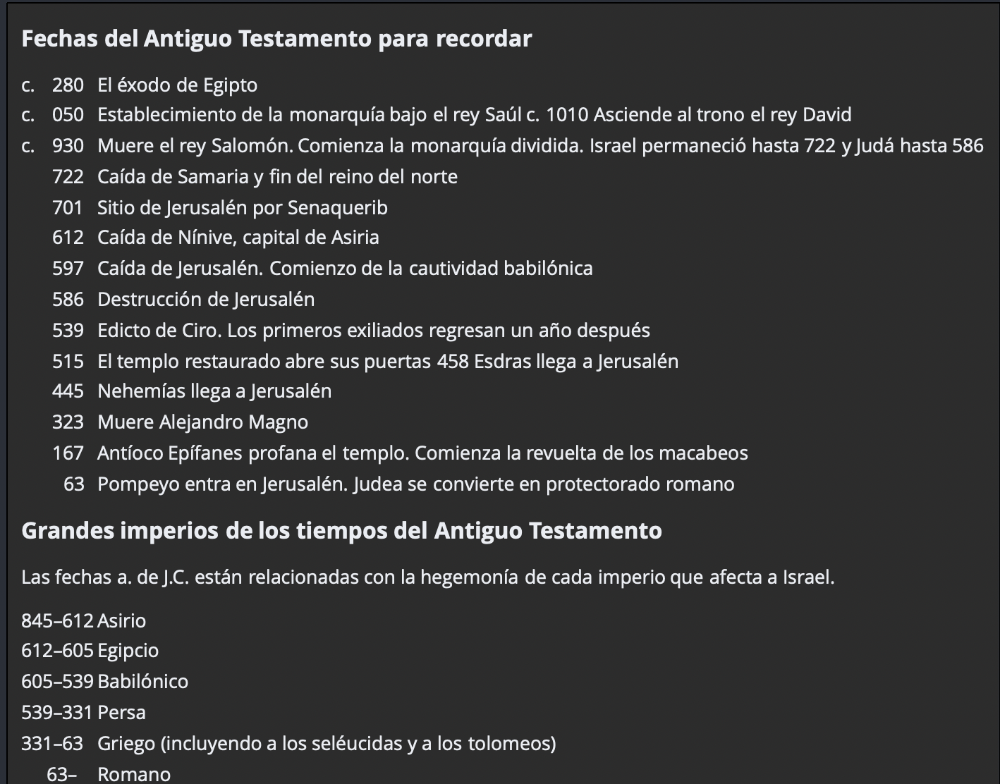 Fechas del Antiguo Testamento para recordar
c. 280 El éxodo de Egipto
c. 050 Establecimiento de la monarquía bajo el rey Saúl c. 1010 Asciende al trono el rey David
c. 930 Muere el rey Salomón. Comienza la monarquía dividida. Israel permaneció hasta 722 y Judá hasta 586
722 Caída de Samaria y fin del reino del norte
701 Sitio de Jerusalén por Senaquerib
612 Caída de Nínive, capital de Asiria
597 Caída de Jerusalén. Comienzo de la cautividad babilónica
586 Destrucción de Jerusalén
539 Edicto de Ciro. Los primeros exiliados regresan un año después
515 El templo restaurado abre sus puertas 458 Esdras llega a Jerusalén
445 Nehemías llega a Jerusalén
323 Muere Alejandro Magno
167 Antíoco Epífanes profana el templo. Comienza la revuelta de los macabeos
63 Pompeyo entra en Jerusalén. Judea se convierte en protectorado romano
Grandes imperios de los tiempos del Antiguo Testamento
Las fechas a. de J.C. están relacionadas con la hegemonía de cada imperio que afecta a Israel.
845–612 Asirio
612–605 Egipcio
605–539 Babilónico
539–331 Persa
331–63 Griego (incluyendo a los seléucidas y a los tolomeos)
63– Romano